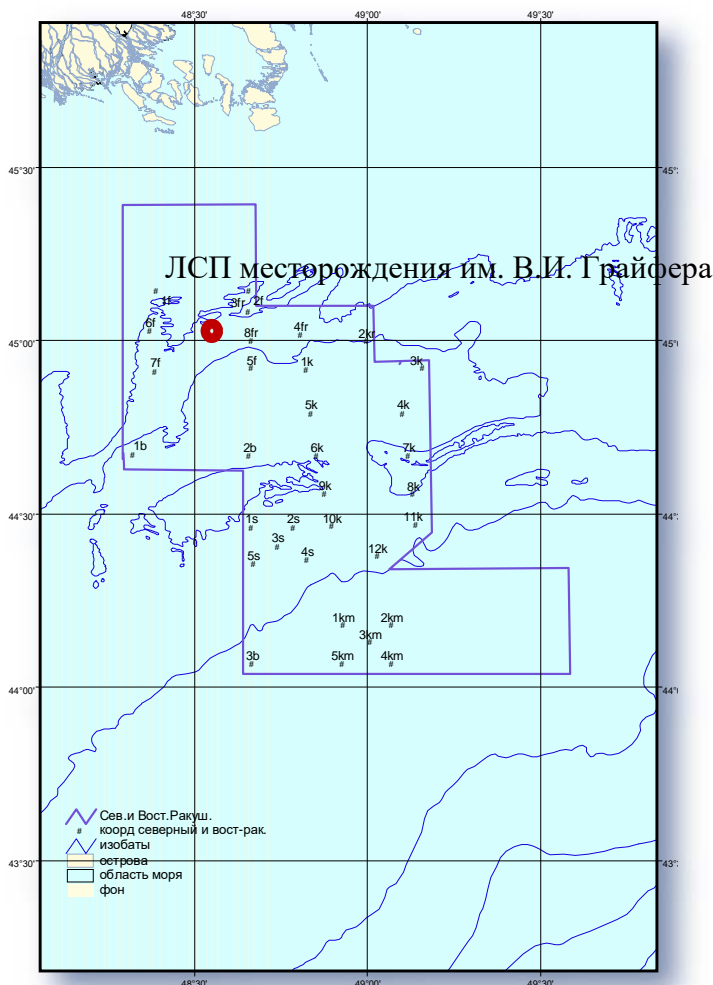 48°30'
49°00'
49°30'
45°30'
ЛСП месторождения им. В.И. Грайфера
1f
3fr
2f
6f
8fr
4fr
2kr
45°00'
45°00'
7f
5f
1k
3k
5k
4k
1b
2b
6k
7k
9k
8k
1s
2s
10k
11k
3s
5s
4s
12k
44°30'
1km
2km
3km
3b
5km
4km
44°00'
Сев.и Вост.Ракуш.
# коорд северный и вост-рак.
изобаты
острова
область моря
фон
43°30'
48°30'
49°00'
49°30'